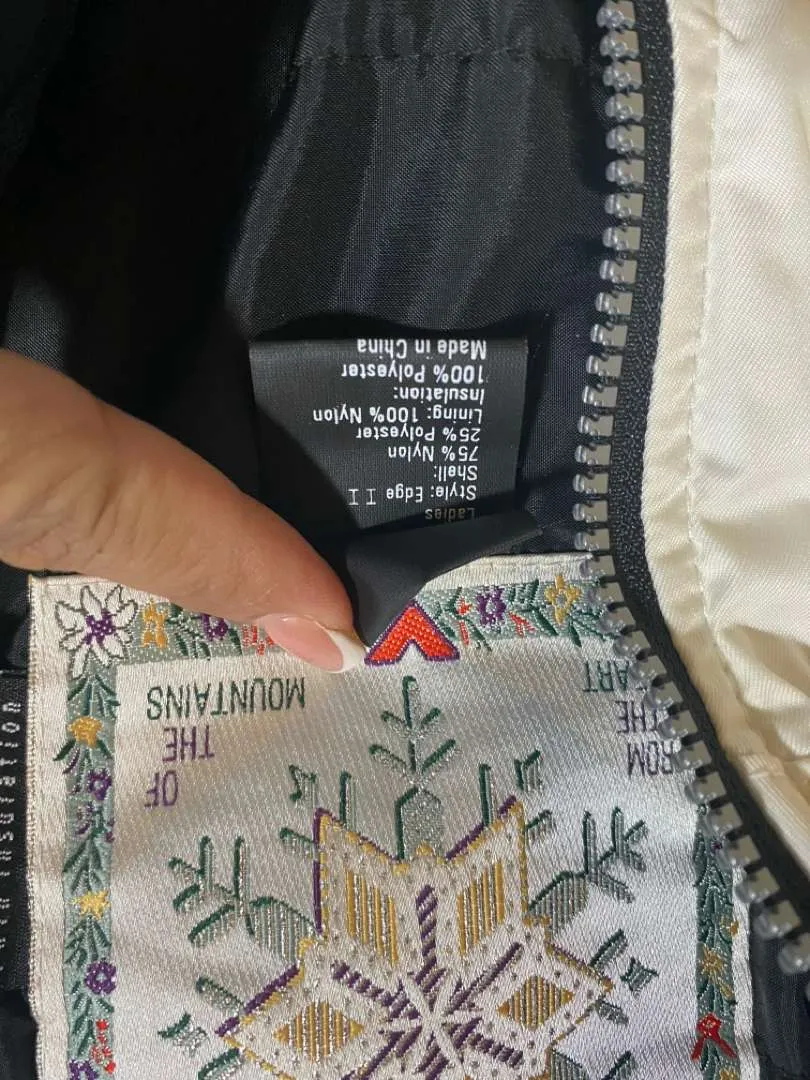 Ladies
Style: Edge II
Shell:
75% Nylon
25% Polyester
Lining: 100% Nylon
Insulation:
100% Polyester
Made in China
FROM
THE
OF
THE
MOUNTAINS
insulation